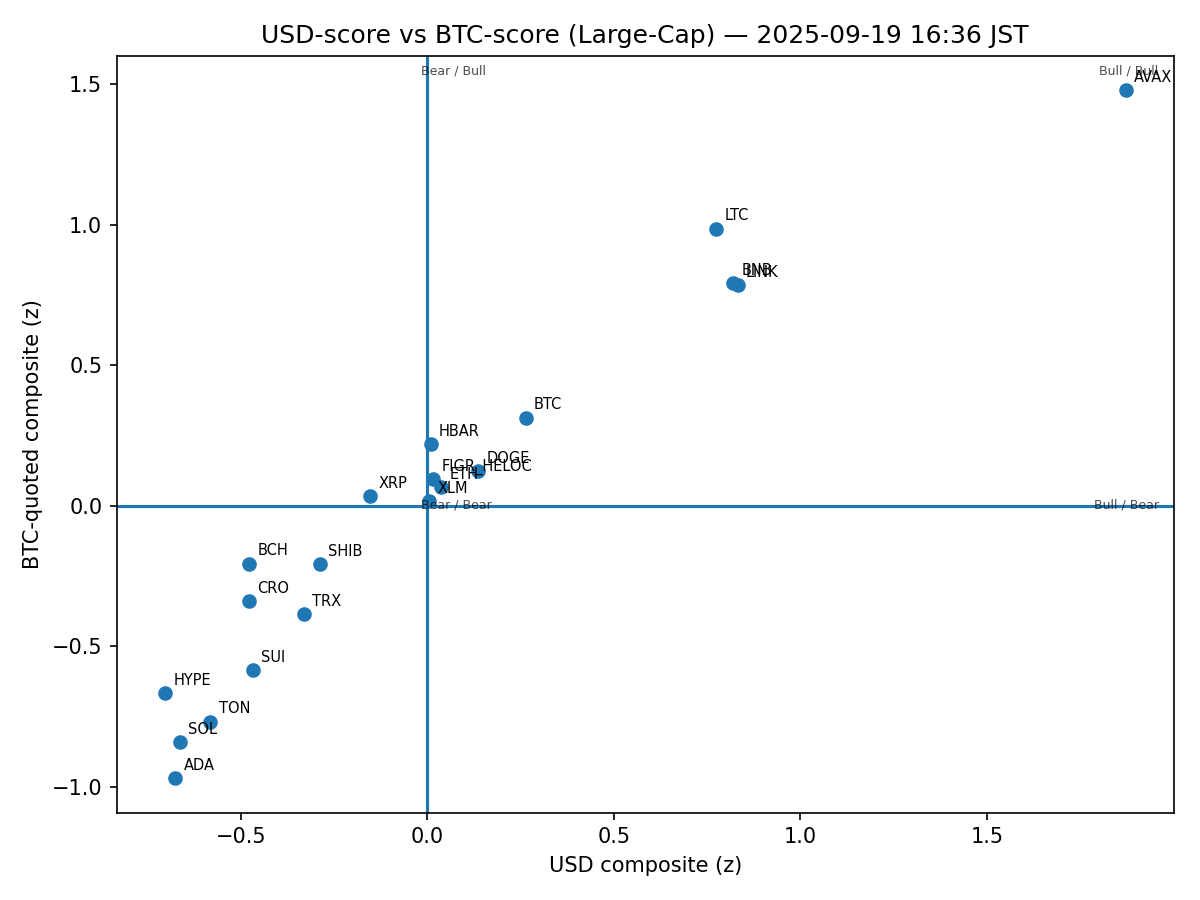 USD-score vs BTC-score (Large-Cap) — 2025-09-19 16:36 JST
Bear / Bull
Bull / Bull
AVAX
LTC
BNB
LINK
BTC
HBAR
DOGE
FIGR_HELOC
ETH
XLM
XRP
Bear / Bear
Bull / Bear
BCH
SHIB
CRO
TRX
SUI
HYPE
TON
SOL
ADA
1.5
1.0
0.5
0.0
−0.5
−1.0
BTC-quoted composite (z)
−0.5
0.0
0.5
1.0
1.5
USD composite (z)